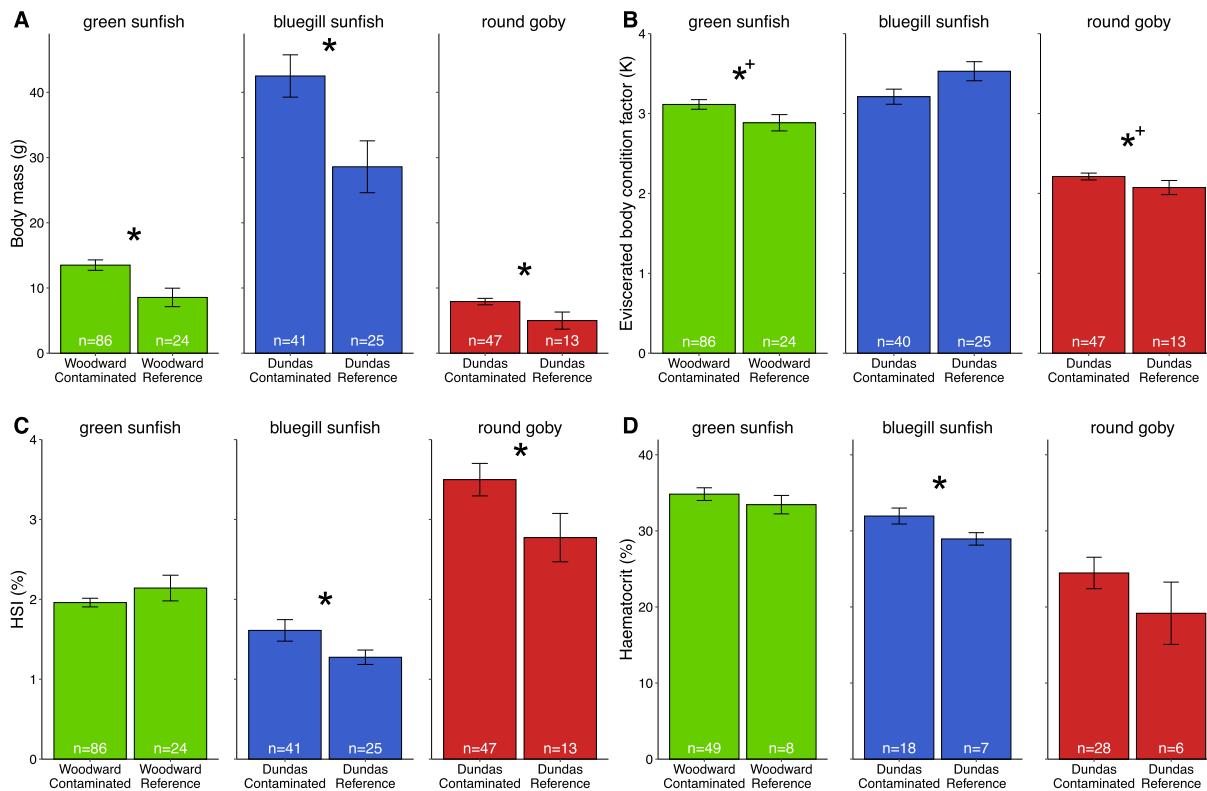 A
green sunfish
bluegill sunfish
round goby
Body mass (g)
40
30
20
10
0
*
*
*
n=86
n=24
n=41
n=25
n=47
n=13
Woodward
Contaminated
Woodward
Reference
Dundas
Contaminated
Dundas
Reference
Dundas
Contaminated
Dundas
Reference
B
green sunfish
bluegill sunfish
round goby
Eviscerated body condition factor (K)
4
3
2
1
0
*+
*+
n=86
n=24
n=40
n=25
n=47
n=13
Woodward
Contaminated
Woodward
Reference
Dundas
Contaminated
Dundas
Reference
Dundas
Contaminated
Dundas
Reference
C
green sunfish
bluegill sunfish
round goby
HSI (%)
4
3
2
1
0
*
*
n=86
n=24
n=41
n=25
n=47
n=13
Woodward
Contaminated
Woodward
Reference
Dundas
Contaminated
Dundas
Reference
Dundas
Contaminated
Dundas
Reference
D
green sunfish
bluegill sunfish
round goby
Haematocrit (%)
40
30
20
10
0
*
n=49
n=8
n=18
n=7
n=28
n=6
Woodward
Contaminated
Woodward
Reference
Dundas
Contaminated
Dundas
Reference
Dundas
Contaminated
Dundas
Reference